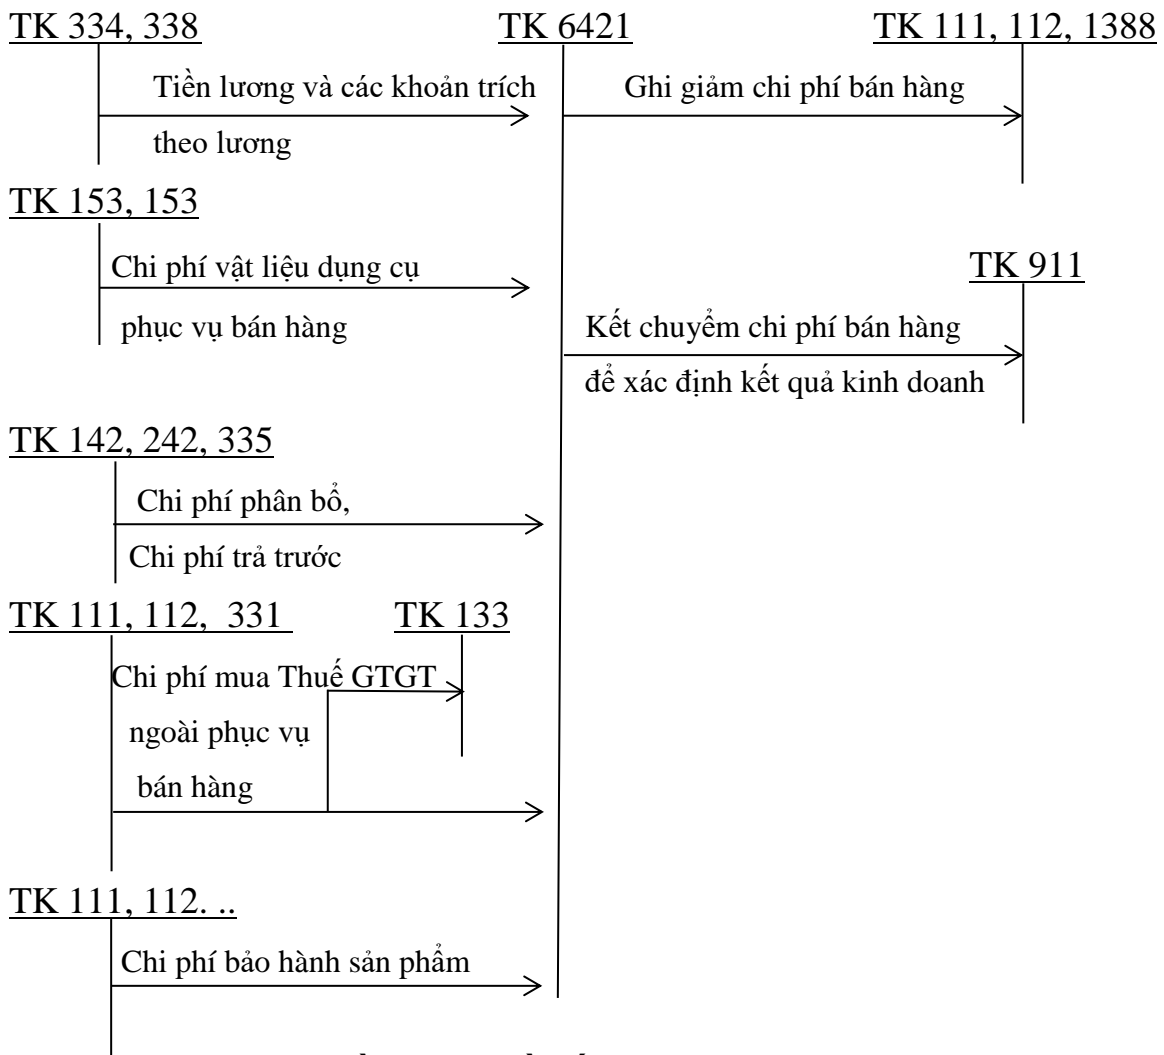 TK 334, 338 TK 6421 TK 111, 112, 1388
Tiền lương và các khoản trích Ghi giảm chi phí bán hàng
theo lương
TK 153, 153
Chi phí vật liệu dụng cụ TK 911
phục vụ bán hàng Kết chuyểm chi phí bán hàng
để xác định kết quả kinh doanh
TK 142, 242, 335
Chi phí phân bổ,
Chi phí trả trước
TK 111, 112, 331 TK 133
Chi phí mua Thuế GTGT
ngoài phục vụ
bán hàng
TK 111, 112. ..
Chi phí bảo hành sản phẩm